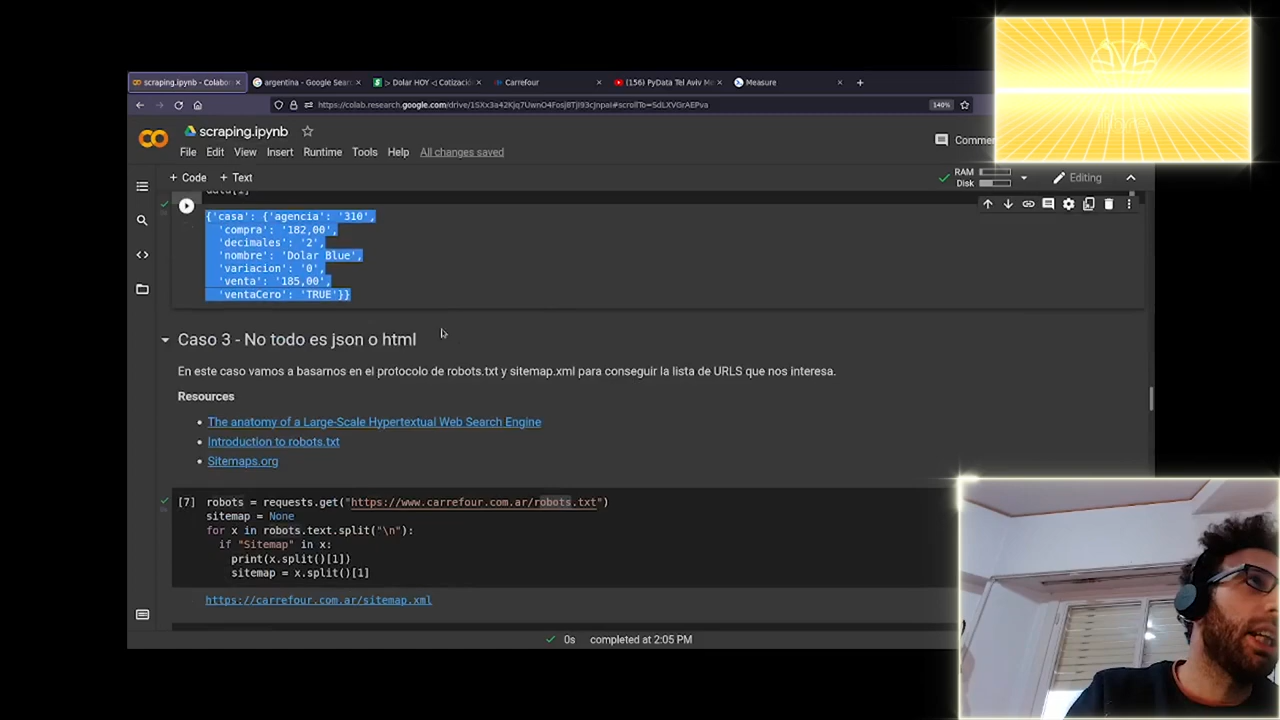 scraping.ipynb - Colabor
argentina - Google Sear
▷ Dolar HOY ◁ Cotizació
Carrefour
(156) PyData Tel Aviv Me
Measure
https://colab.research.google.com/drive/
140%
scraping.ipynb
File Edit View Insert Runtime Tools Help All changes saved
Comme
+ Code + Text
RAM
Disk
Editing
{'casa': {'agencia': '310',
'compra': '182,00',
'decimales': '2',
'nombre': 'Dolar Blue',
'variacion': '0',
'venta': '185,00',
'ventaCero': 'TRUE'}}
Caso 3 - No todo es json o html
En este caso vamos a basarnos en el protocolo de robots.txt y sitemap.xml para conseguir la lista de URLS que nos interesa.
Resources
The anatomy of a Large-Scale Hypertextual Web Search Engine
Introduction to robots.txt
Sitemaps.org
[7] robots = requests.get("https://www.carrefour.com.ar/robots.txt")
sitemap = None
for x in robots.text.split("\n"):
if "Sitemap" in x:
print(x.split()[1])
sitemap = x.split()[1]
https://carrefour.com.ar/sitemap.xml
0s completed at 2:05 PM